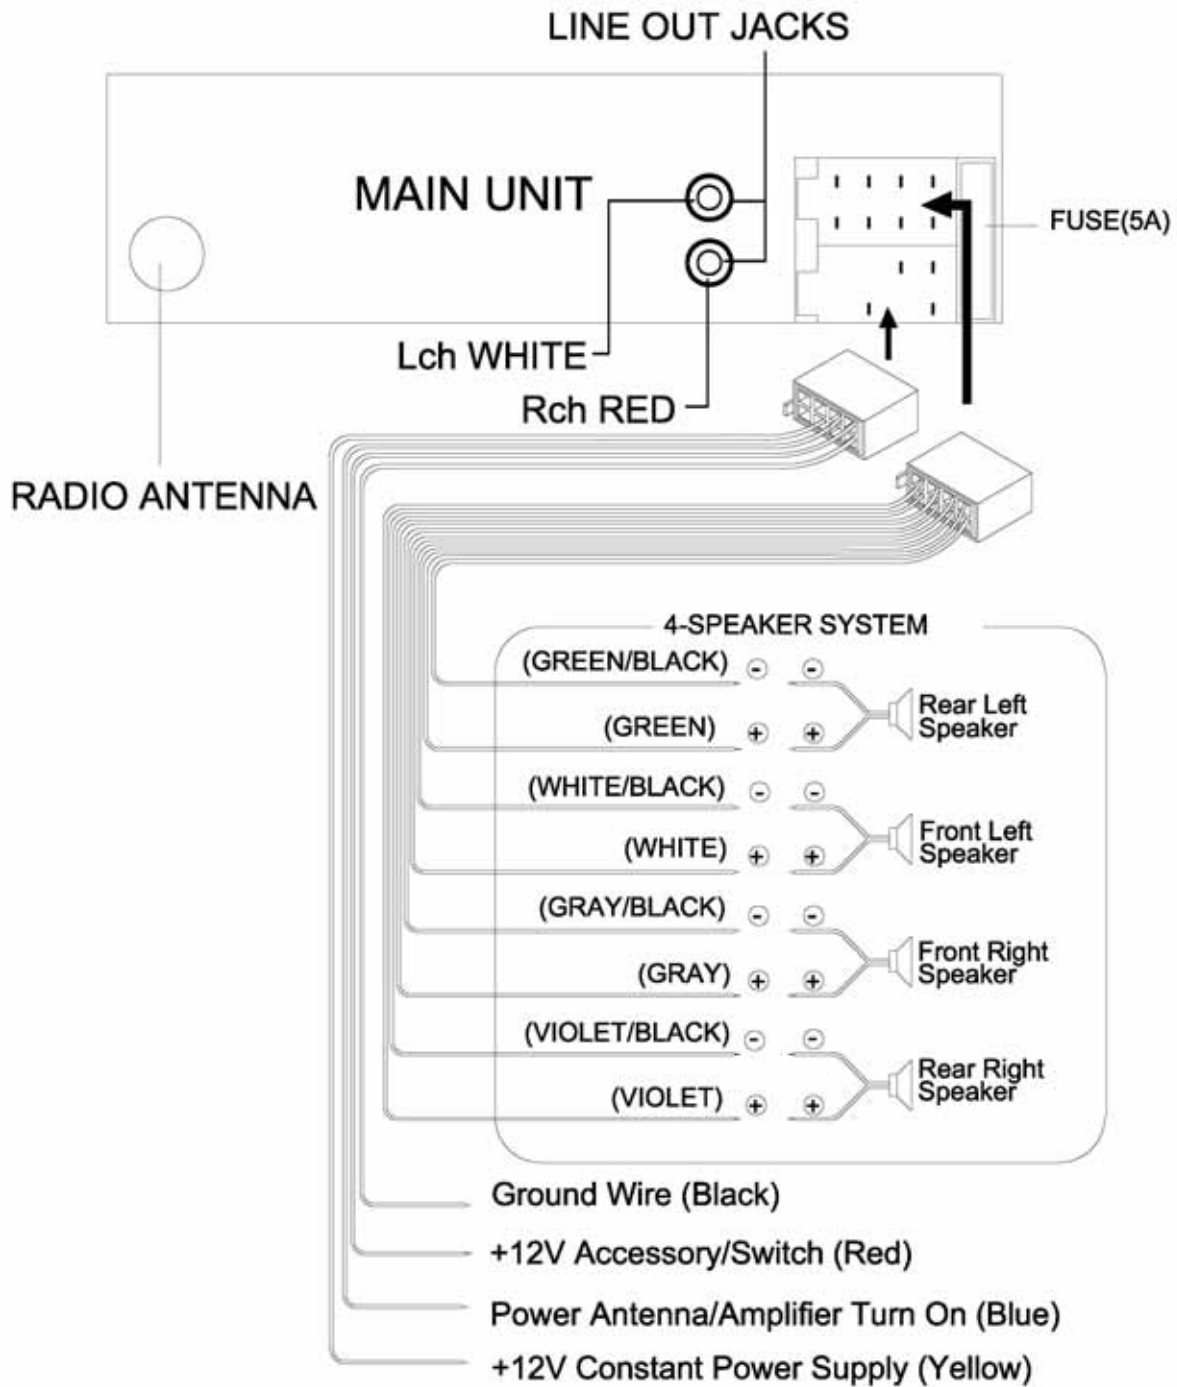 LINE OUT JACKS
MAIN UNIT
FUSE(5A)
Lch WHITE
Rch RED
RADIO ANTENNA
4-SPEAKER SYSTEM
(GREEN/BLACK) - -
Rear Left
Speaker
(GREEN) + +
(WHITE/BLACK) - -
Front Left
Speaker
(WHITE) + +
(GRAY/BLACK) - -
Front Right
Speaker
(GRAY) + +
(VIOLET/BLACK) - -
Rear Right
Speaker
(VIOLET) + +
Ground Wire (Black)
+12V Accessory/Switch (Red)
Power Antenna/Amplifier Turn On (Blue)
+12V Constant Power Supply (Yellow)